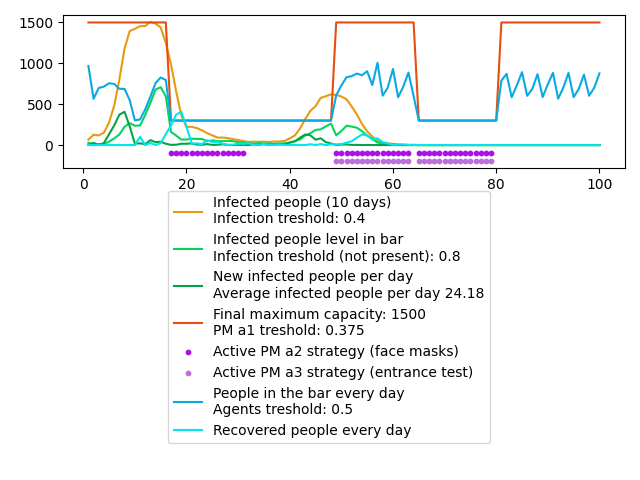 1500
1000
500
0
0
20
40
60
80
100
Infected people (10 days)
Infection treshold: 0.4
Infected people level in bar
Infection treshold (not present): 0.8
New infected people per day
Average infected people per day 24.18
Final maximum capacity: 1500
PM a1 treshold: 0.375
Active PM a2 strategy (face masks)
Active PM a3 strategy (entrance test)
People in the bar every day
Agents treshold: 0.5
Recovered people every day